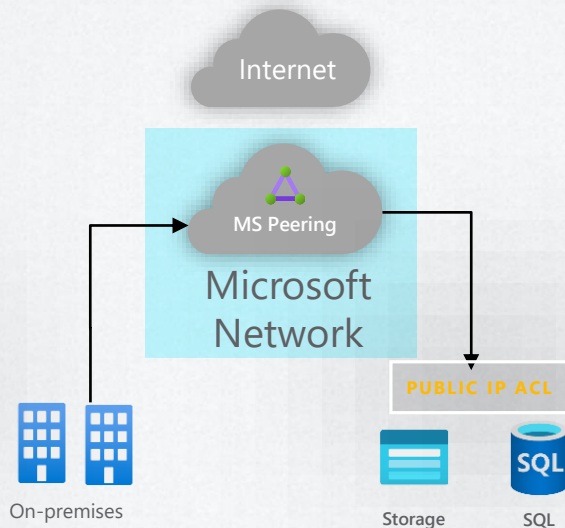 Internet
MS Peering
Microsoft
Network
PUBLIC IP ACL
SQL
On-premises
Storage
SQL